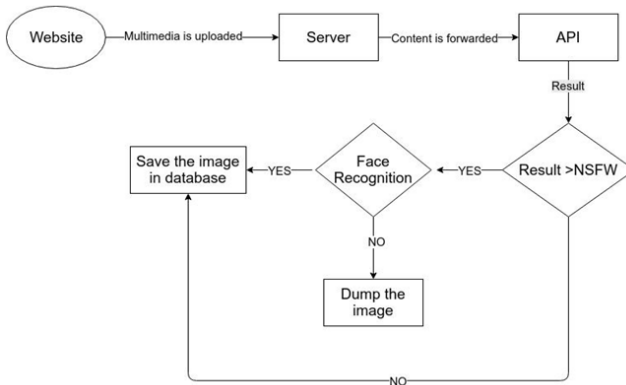 Website
Multimedia is uploaded
Server
Content is forwarded
API
Result
Result >NSFW
YES
Face
Recognition
YES
Save the image
in database
NO
Dump the
image
NO